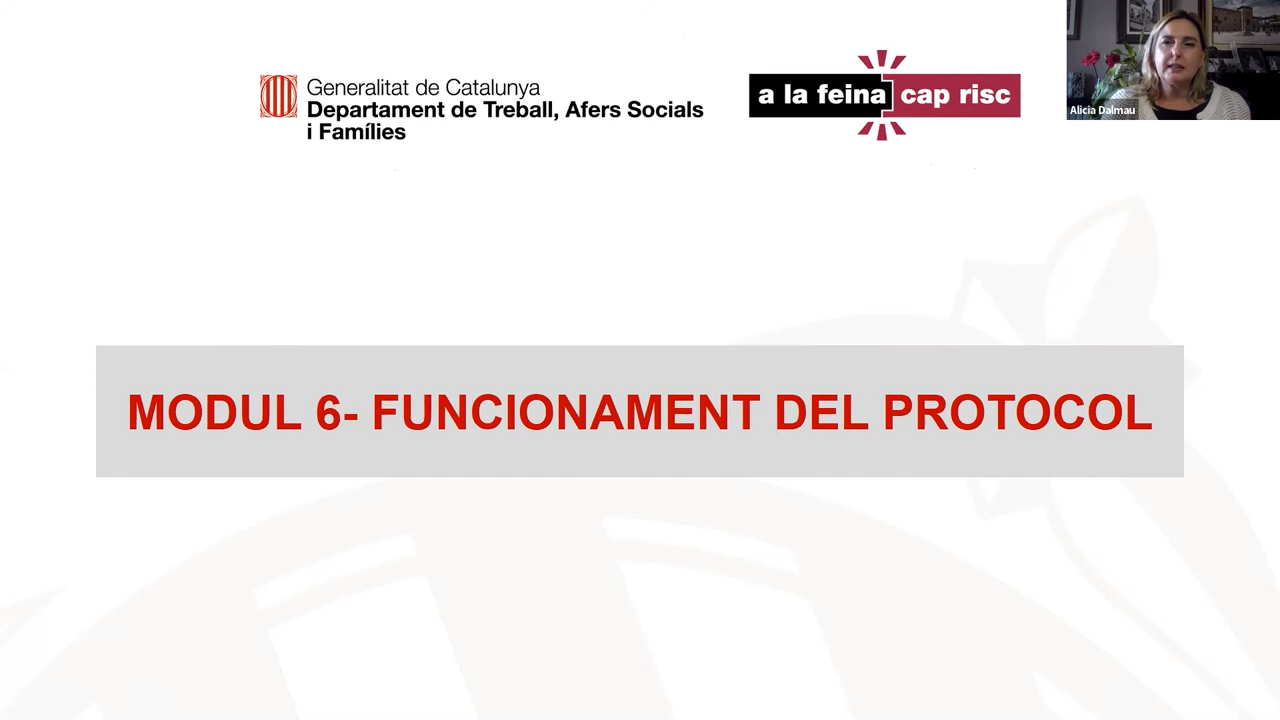 Generalitat de Catalunya
Departament de Treball, Afers Socials
i Famílies
a la feina cap risc
Alicia Dalmau
MODUL 6- FUNCIONAMENT DEL PROTOCOL